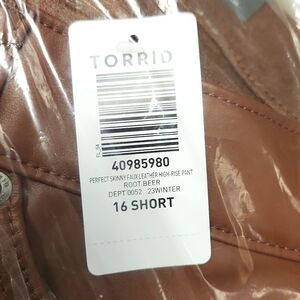 TORRID
40985980
PERFECT SKINNY FAUX LEATHER HIGH-RISE PANT
ROOT BEER
DEPT 0052 23WINTER
16 SHORT